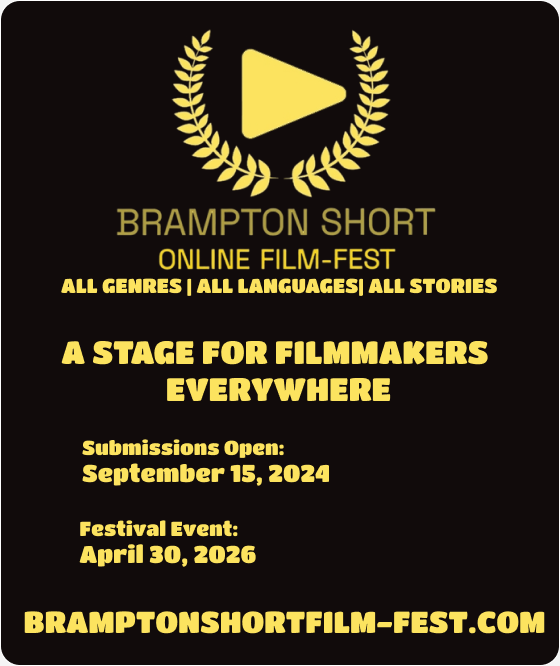 BRAMPTON SHORT
ONLINE FILM-FEST
ALL GENRES | ALL LANGUAGES| ALL STORIES
A STAGE FOR FILMMAKERS
EVERYWHERE
Submissions Open:
September 15, 2024
Festival Event:
April 30, 2026
BRAMPTONSHORTFILM-FEST.COM